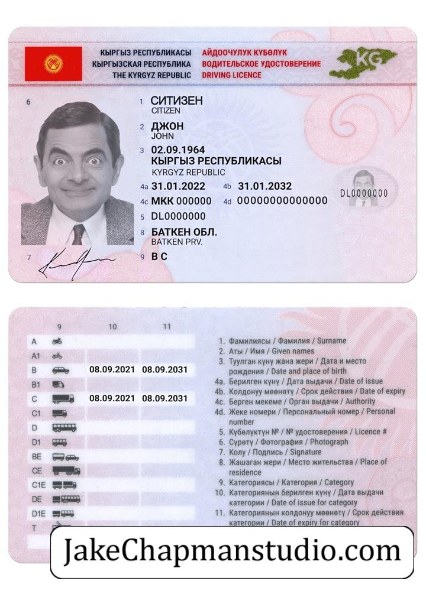 КЫРГЫЗ РЕСПУБЛИКАСЫ АЙДООЧУЛУК КҮБӨЛҮК
КЫРГЫЗСКАЯ РЕСПУБЛИКА ВОДИТЕЛЬСКОЕ УДОСТОВЕРЕНИЕ
THE KYRGYZ REPUBLIC DRIVING LICENCE
KG
6
1 СИТИЗЕН
CITIZEN
2 ДЖОН
JOHN
3 02.09.1964
КЫРГЫЗ РЕСПУБЛИКАСЫ
KYRGYZ REPUBLIC
4a 31.01.2022 4b 31.01.2032
4c МКК 000000 4d 00000000000000
5 DL0000000
DL0000000
8 БАТКЕН ОБЛ.
BATKEN PRV.
7
9 B C
9 10 11
A
A1
B 08.09.2021 08.09.2031
B1
C 08.09.2021 08.09.2031
C1
D
D1
BE
CE
C1E
DE
D1E
T
1. Фамилиясы / Фамилия / Surname
2. Аты / Имя / Given names
3. Туулган күнү жана жери / Дата и место
рождения / Date and place of birth
4a. Берилген күнү / Дата выдачи / Date of issue
4b. Колдонуу мөөнөтү / Срок действия / Date of expiry
4c. Берген мекеме / Орган выдачи / Authority
4d. Жеке номери / Персональный номер / Personal
number
5. Күбөлүктүн № / № удостоверения / Licence #
6. Сүрөтү / Фотография / Photograph
7. Колу / Подпись / Signature
8. Жашаган жери / Место жительства / Place of
residence
9. Категориясы / Категория / Category
10. Категориянын берилген күнү / Дата выдачи
категории / Date of issue for category
11. Категориянын колдонуу мөөнөтү / Срок действия
категории / Date of expiry for category
JakeChapmanstudio.com